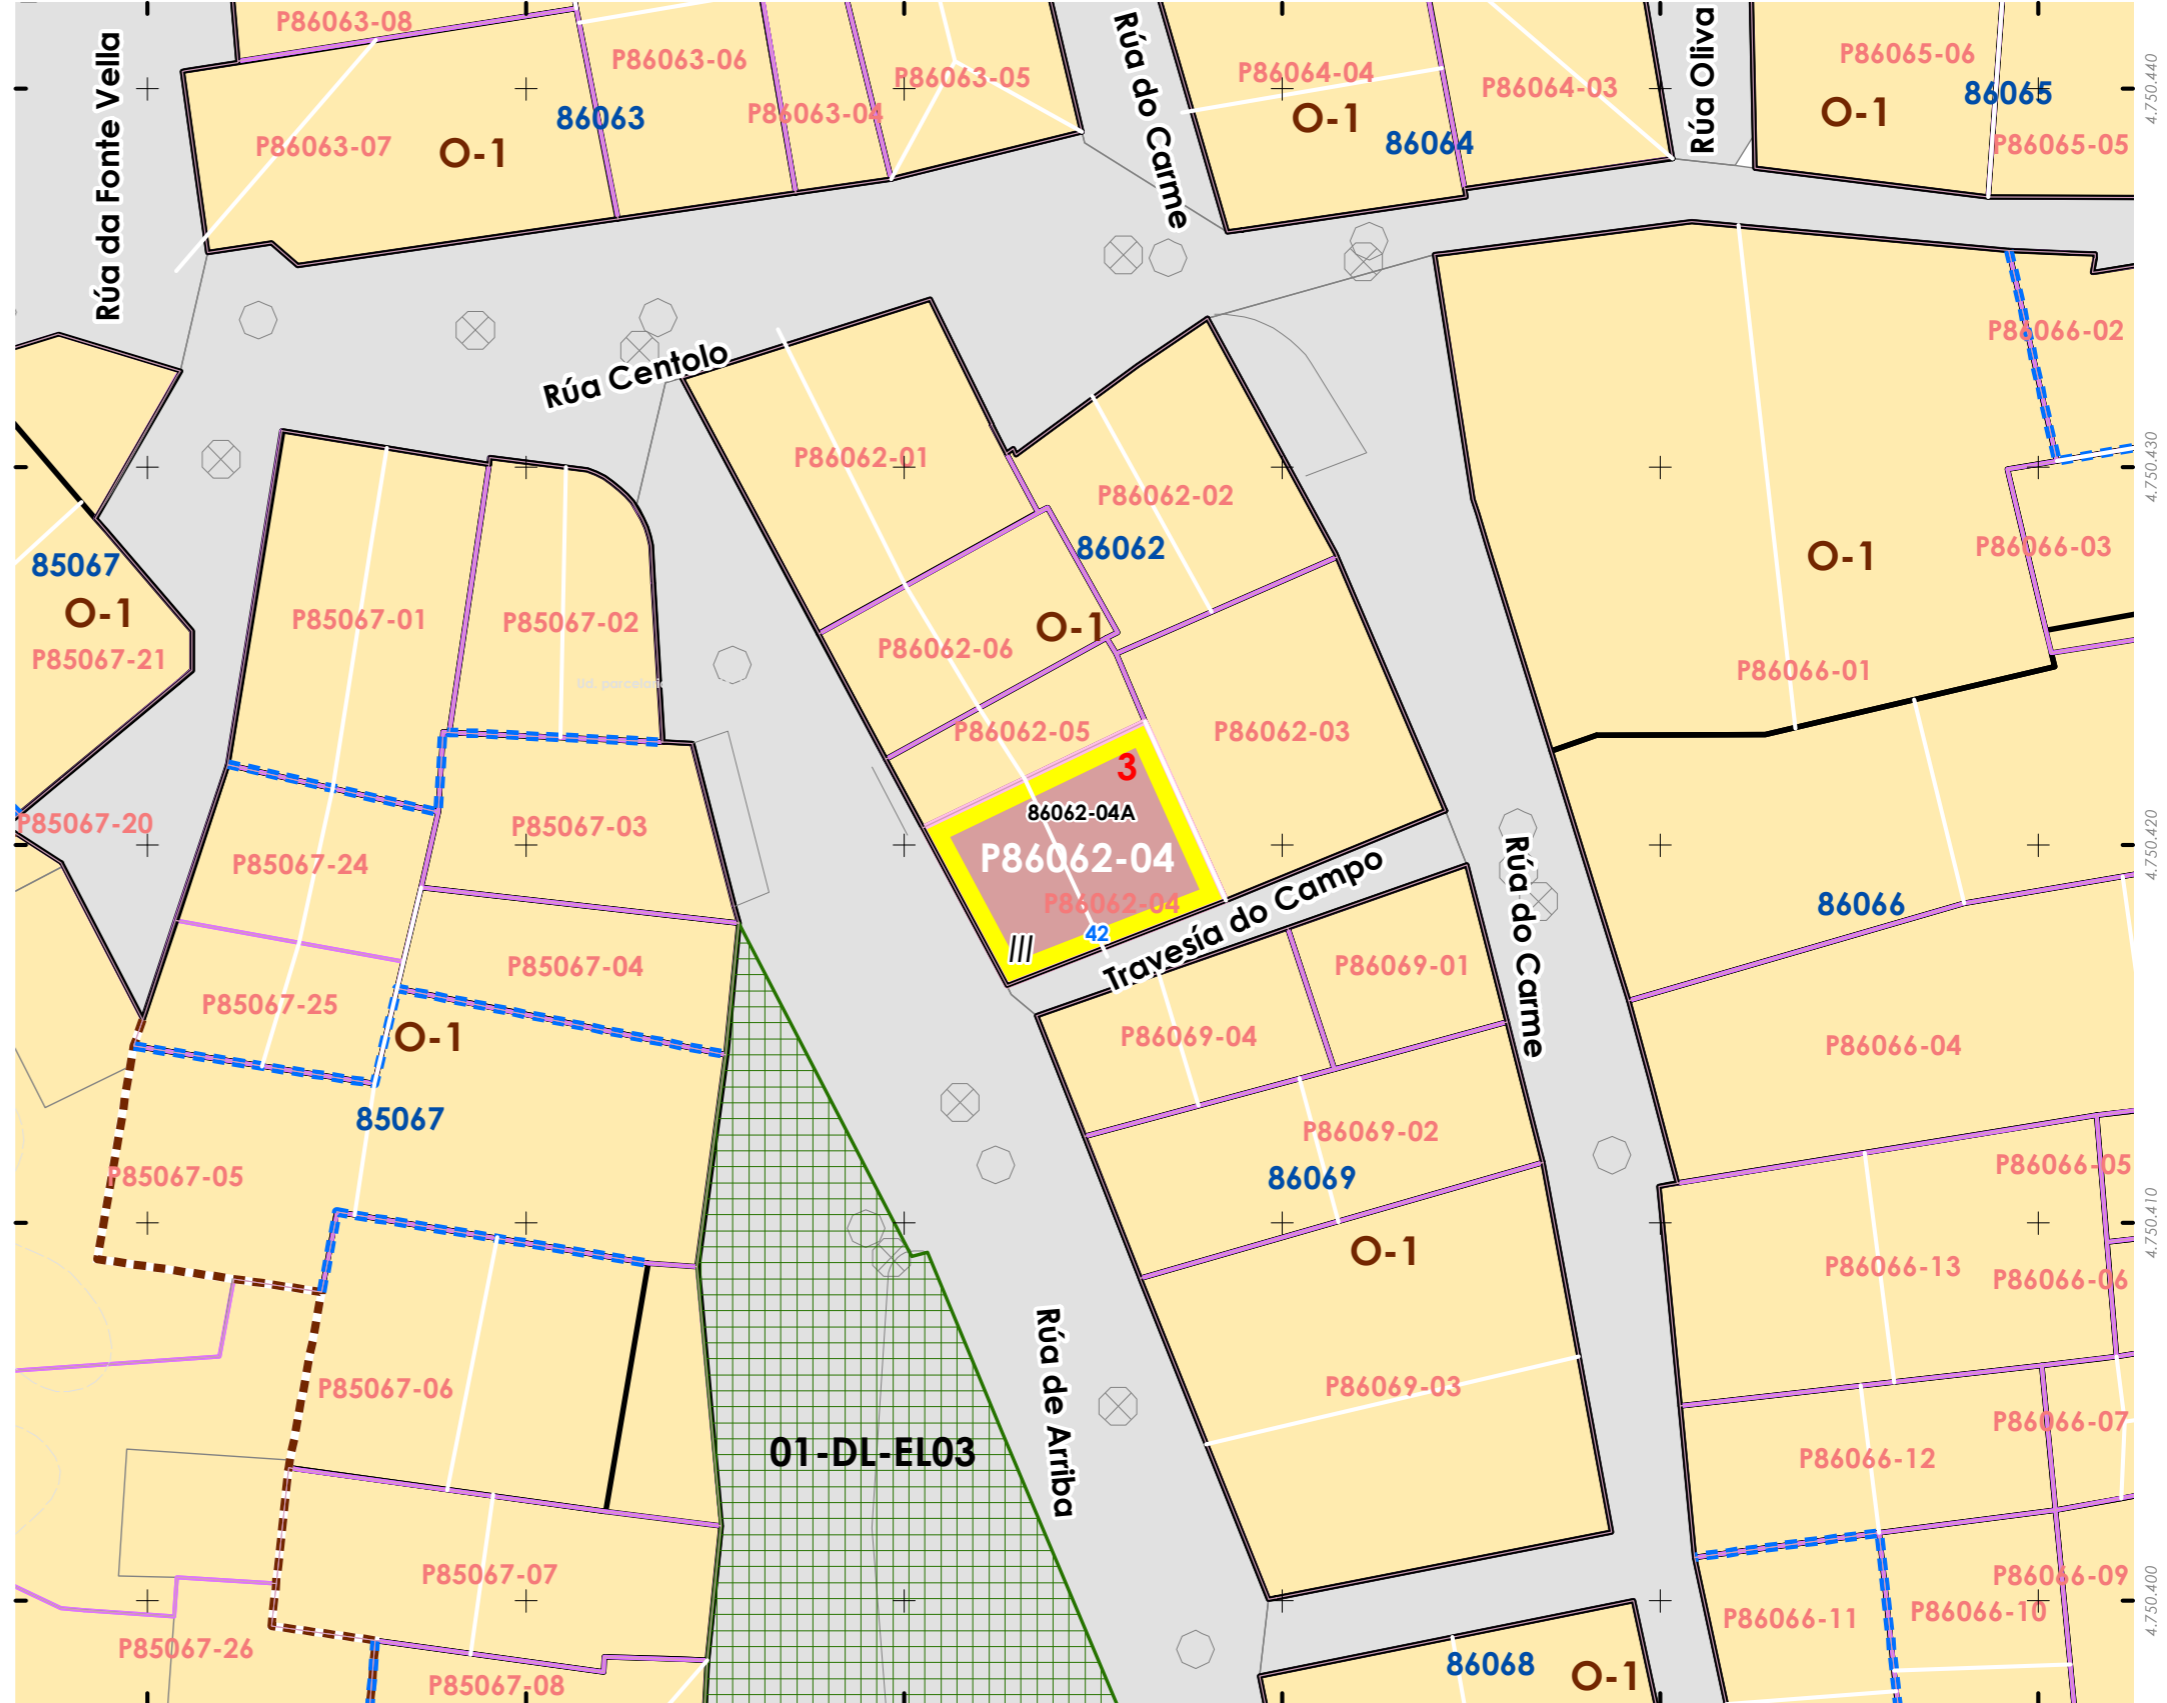 P86063-08
P86063-06
P86063-05
P86063-04
86063
P86063-07
O-1
Rúa da Fonte Vella
Rúa do Carme
P86064-04
P86064-03
O-1
86064
Rúa Oliva
P86065-06
86065
O-1
P86065-05
4.750.440
Rúa Centolo
P86062-01
P86062-02
86062
O-1
P86062-06
P86062-05
P86062-03
3
86062-04A
P86062-04
P86062-04
42
III
Travesía do Campo
P86066-02
O-1
P86066-03
P86066-01
4.750.430
85067
O-1
P85067-21
P85067-01
P85067-02
Ud. parcelaria
P85067-20
P85067-03
P85067-24
P85067-04
P85067-25
O-1
85067
P85067-05
P85067-06
P85067-07
P85067-26
P85067-08
01-DL-EL03
Rúa de Arriba
Rúa do Carme
P86069-01
P86069-04
P86069-02
86069
O-1
P86069-03
86068
O-1
4.750.420
86066
P86066-04
P86066-05
4.750.410
P86066-13
P86066-06
P86066-07
P86066-12
P86066-09
P86066-11
P86066-10
4.750.400